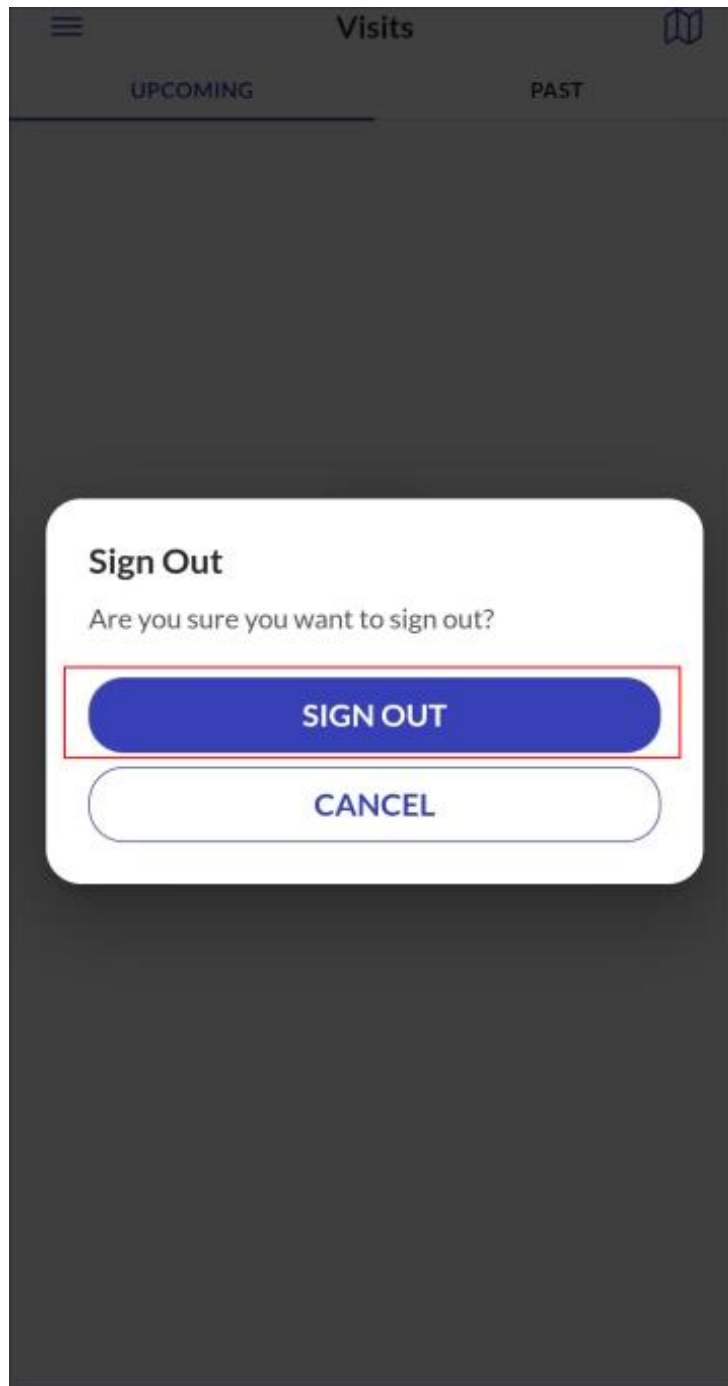 Visits
UPCOMING PAST
Sign Out
Are you sure you want to sign out?
SIGN OUT
CANCEL